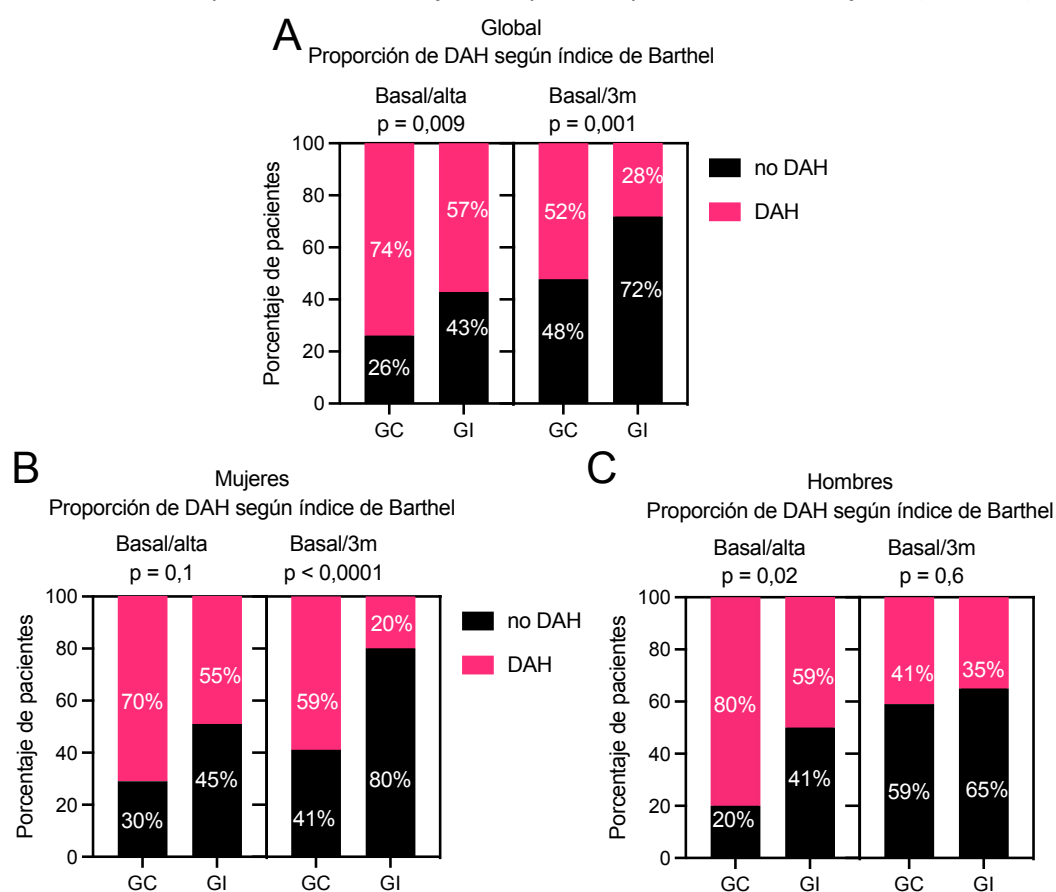 A
Global
Proporción de DAH según índice de Barthel
Basal/alta
p = 0,009
Basal/3m
p = 0,001
Porcentaje de pacientes
100
80
60
40
20
0
74%
26%
57%
43%
52%
48%
28%
72%
GC
GI
GC
GI
no DAH
DAH
B
Mujeres
Proporción de DAH según índice de Barthel
Basal/alta
p = 0,1
Basal/3m
p < 0,0001
Porcentaje de pacientes
100
80
60
40
20
0
70%
30%
55%
45%
59%
41%
20%
80%
GC
GI
GC
GI
no DAH
DAH
C
Hombres
Proporción de DAH según índice de Barthel
Basal/alta
p = 0,02
Basal/3m
p = 0,6
Porcentaje de pacientes
100
80
60
40
20
0
80%
20%
59%
41%
41%
59%
35%
65%
GC
GI
GC
GI